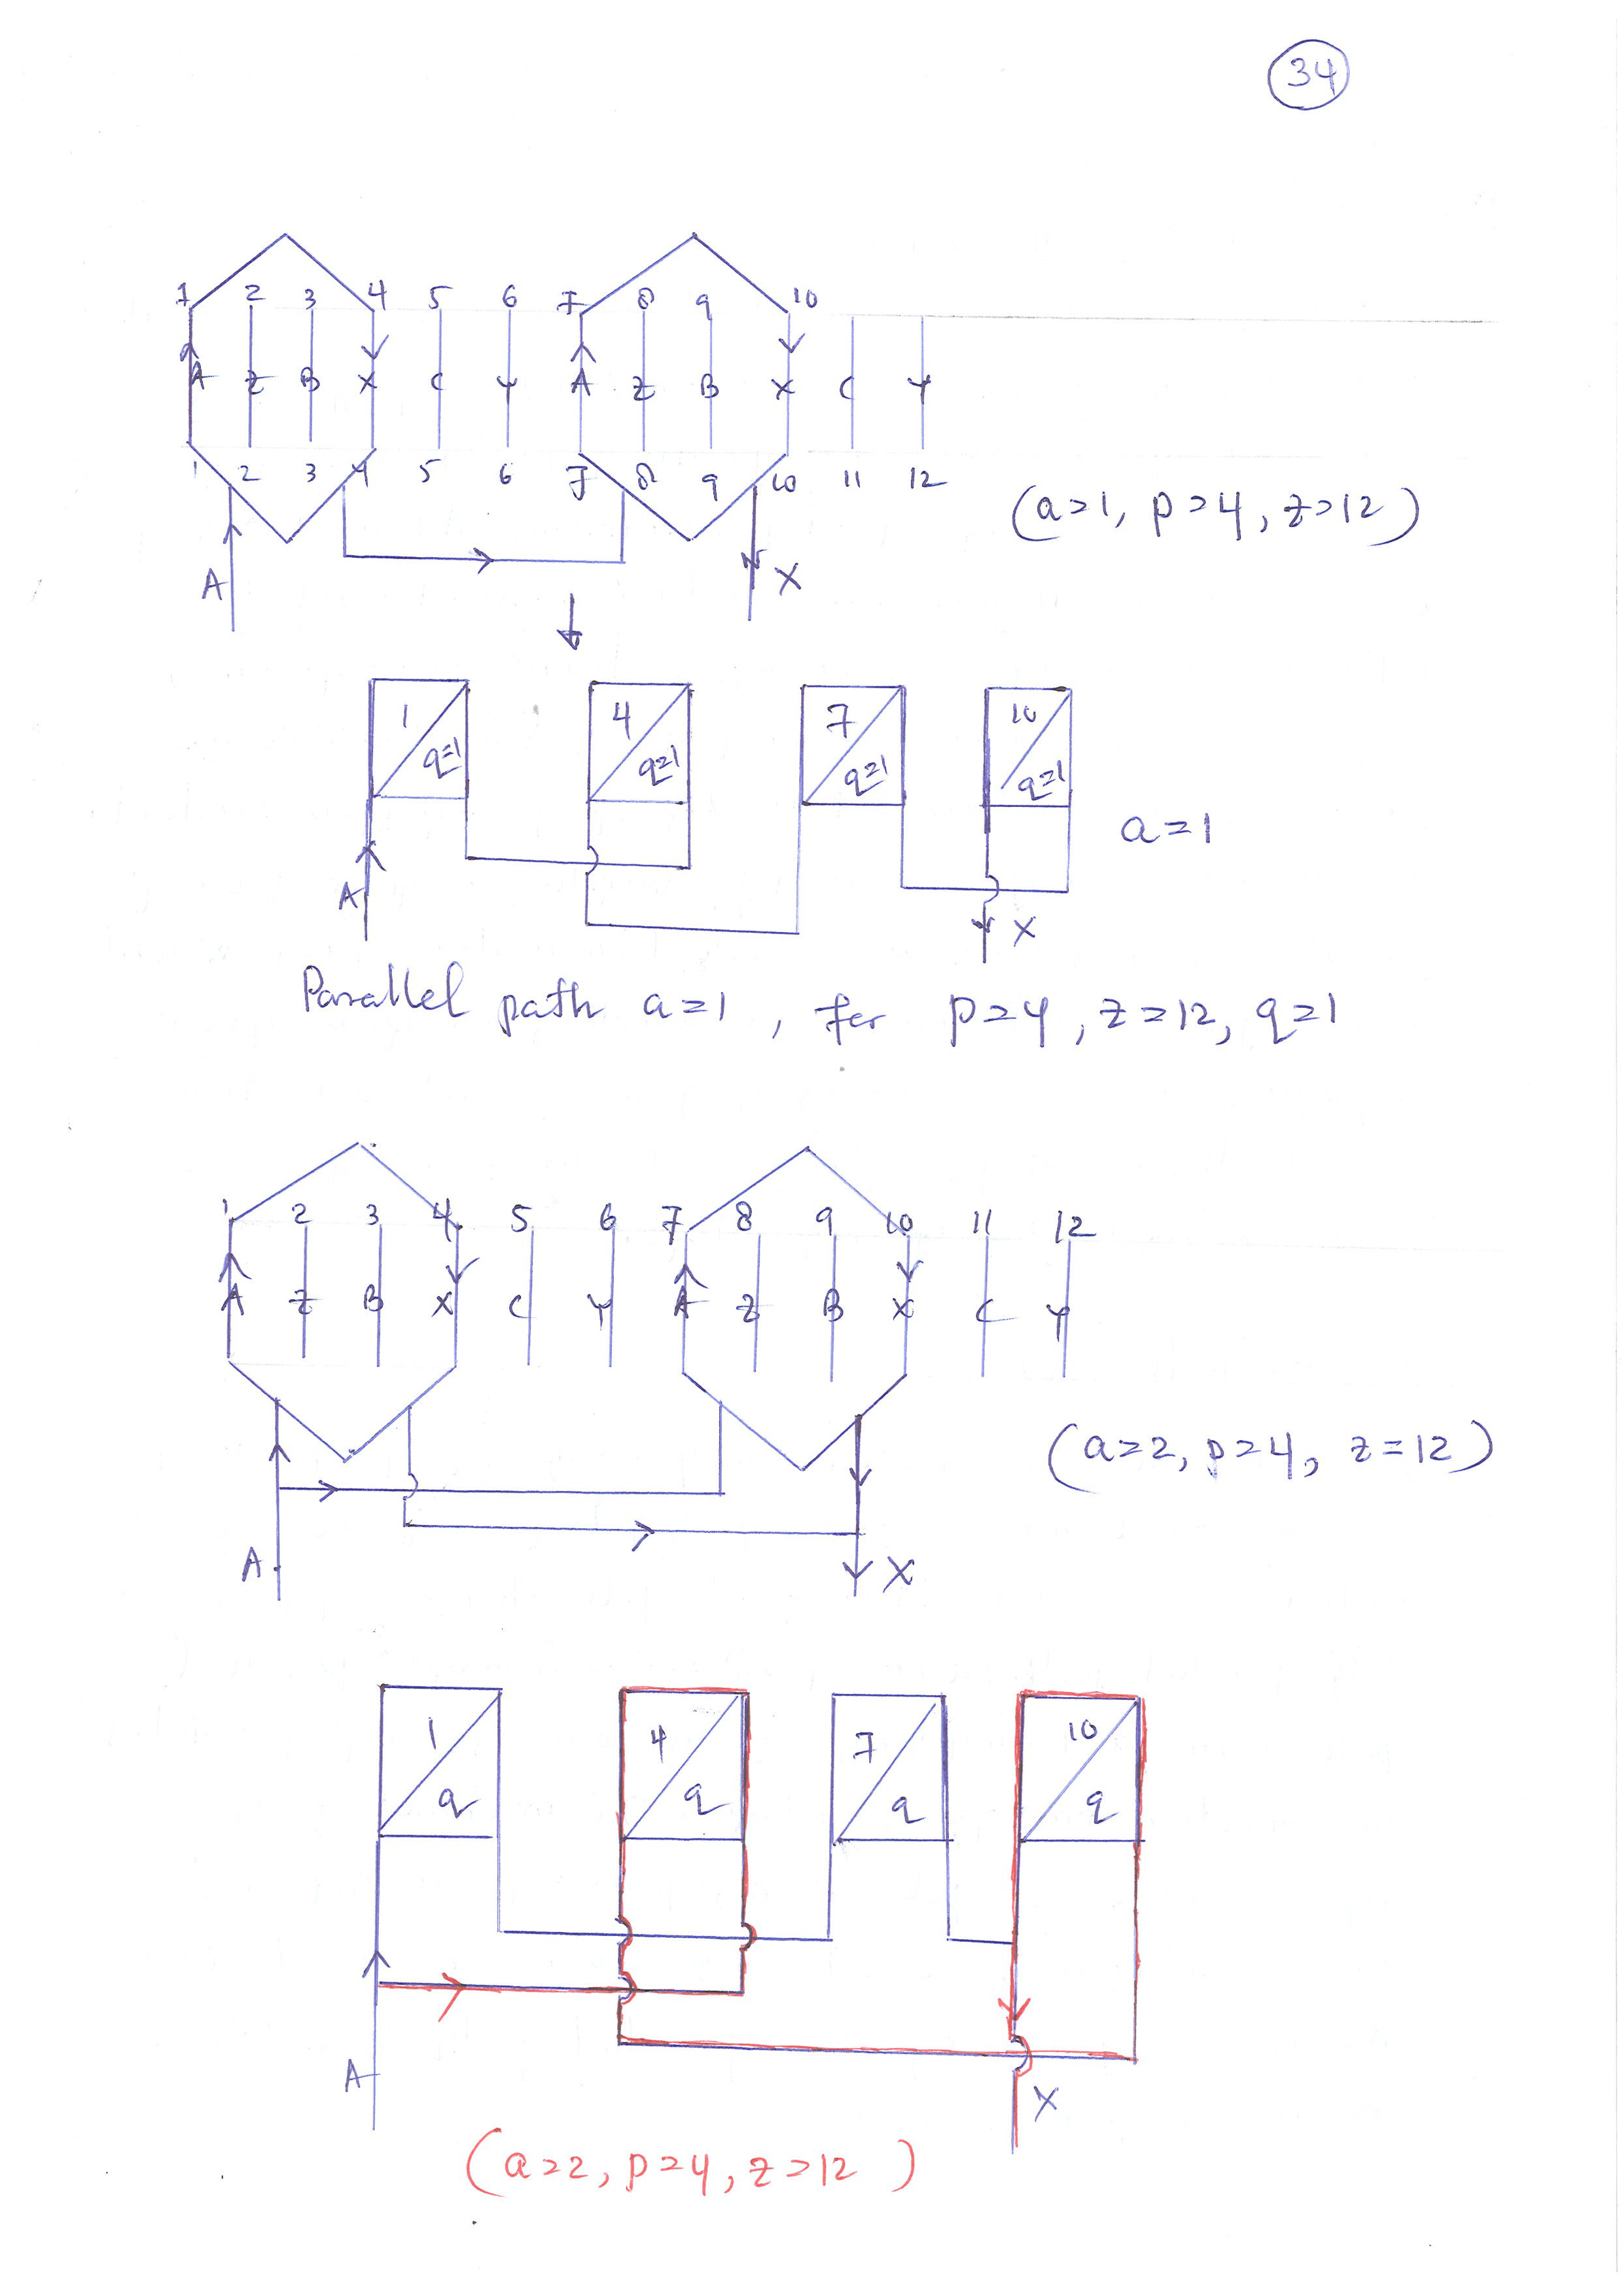 34
1 2 3 4 5 6 7 8 9 10
A Z B X C Y A Z B X C Y
1 2 3 4 5 6 7 8 9 10 11 12
(a=1, p=4, z=12)
A X
1 4 7 10
q=1 q=1 q=1 q=1
a=1
A X
Parallel path a=1, for p=4, z=12, q=1
1 2 3 4 5 6 7 8 9 10 11 12
A Z B X C Y A Z B X C Y
(a=2, p=4, z=12)
A X
1 4 7 10
q q q q
A X
(a=2, p=4, z=12)